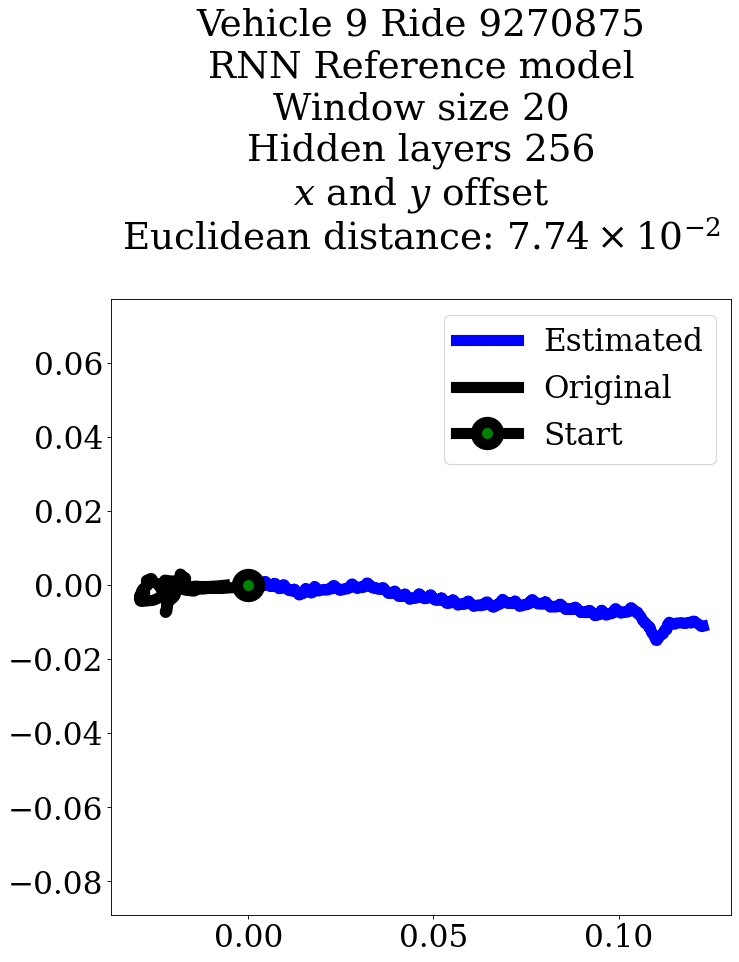 Vehicle 9 Ride 9270875
RNN Reference model
Window size 20
Hidden layers 256
x and y offset
Euclidean distance: 7.74 × 10⁻²
Estimated
Original
Start
0.06
0.04
0.02
0.00
−0.02
−0.04
−0.06
−0.08
0.00 0.05 0.10